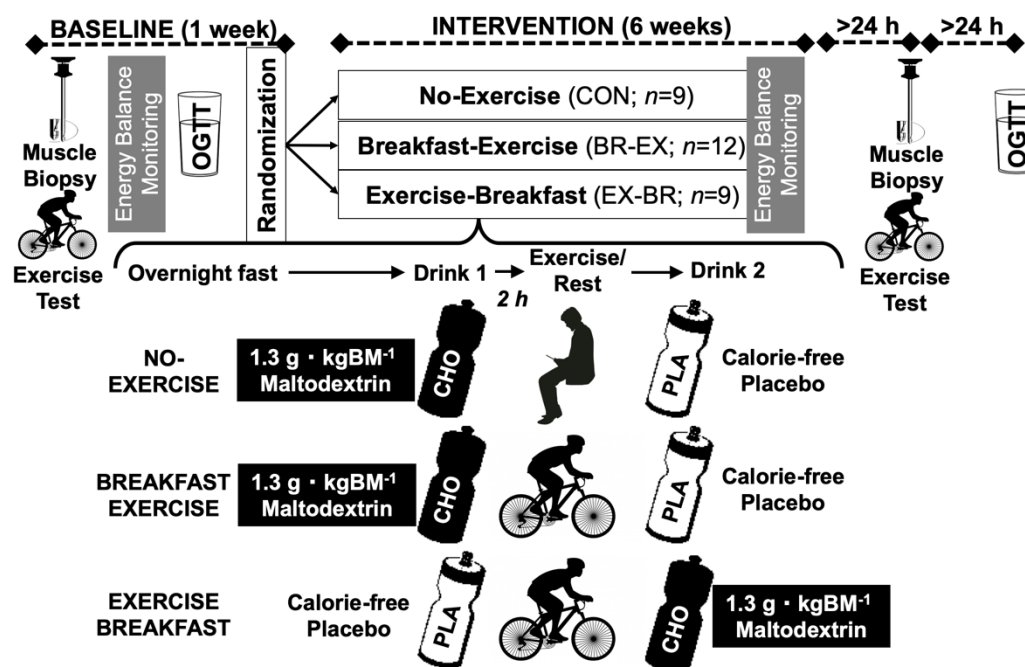 BASELINE (1 week)
INTERVENTION (6 weeks)
>24 h
>24 h
Muscle
Biopsy
Exercise
Test
Energy Balance
Monitoring
OGTT
Randomization
No-Exercise (CON; n=9)
Breakfast-Exercise (BR-EX; n=12)
Exercise-Breakfast (EX-BR; n=9)
Energy Balance
Monitoring
Muscle
Biopsy
Exercise
Test
OGTT
Overnight fast
Drink 1
2 h
Exercise/
Rest
Drink 2
NO-
EXERCISE
1.3 g · kgBM⁻¹
Maltodextrin
CHO
PLA
Calorie-free
Placebo
BREAKFAST
EXERCISE
1.3 g · kgBM⁻¹
Maltodextrin
CHO
PLA
Calorie-free
Placebo
EXERCISE
BREAKFAST
Calorie-free
Placebo
PLA
CHO
1.3 g · kgBM⁻¹
Maltodextrin